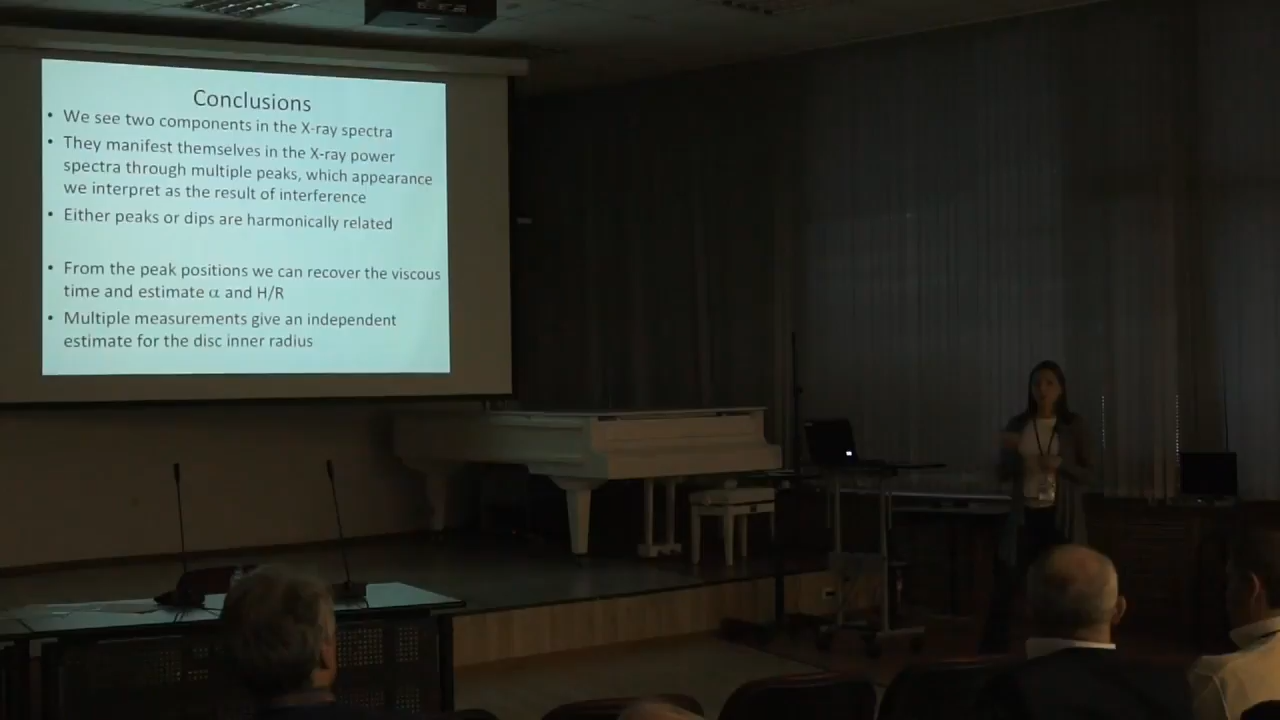 Conclusions
• We see two components in the X-ray spectra
• They manifest themselves in the X-ray power
spectra through multiple peaks, which appearance
we interpret as the result of interference
• Either peaks or dips are harmonically related
• From the peak positions we can recover the viscous
time and estimate α and H/R
• Multiple measurements give an independent
estimate for the disc inner radius